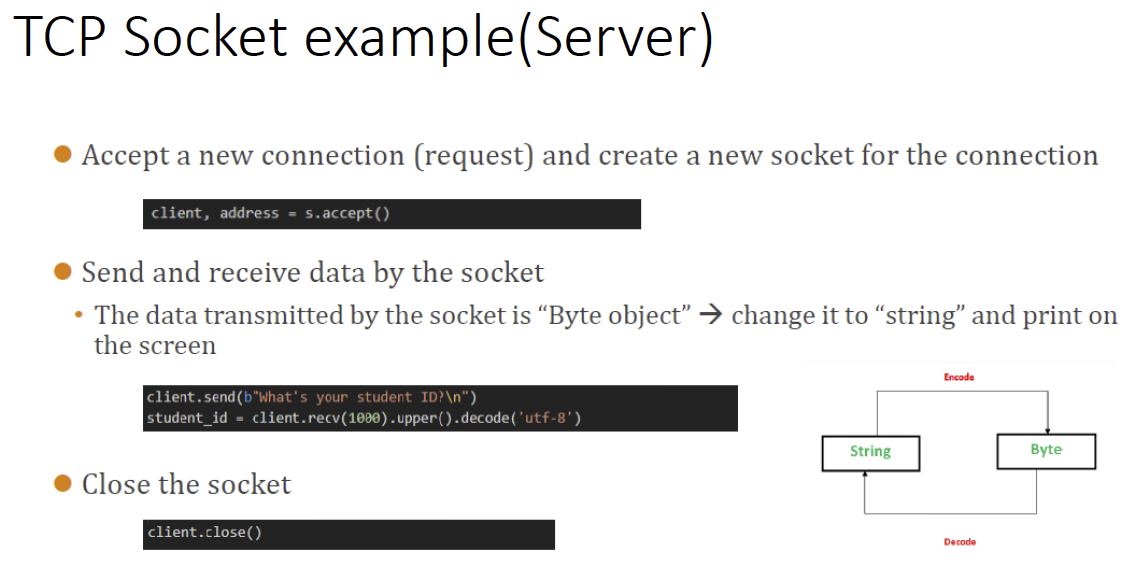 TCP Socket example(Server)
● Accept a new connection (request) and create a new socket for the connection
client, address = s.accept()
● Send and receive data by the socket
• The data transmitted by the socket is “Byte object” → change it to “string” and print on
the screen
client.send(b"What's your student ID?\n")
student_id = client.recv(1000).upper().decode('utf-8')
Encode
String
Byte
Decode
● Close the socket
client.close()